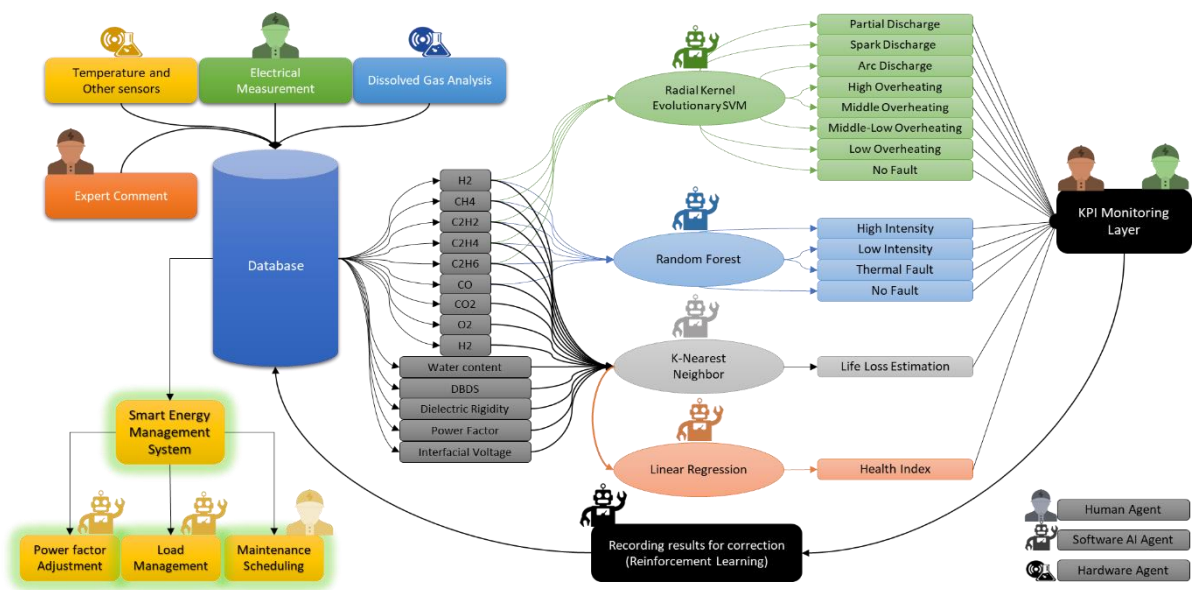 Temperature and
Other sensors
Electrical
Measurement
Dissolved Gas Analysis
Expert Comment
Database
Smart Energy
Management
System
Power factor
Adjustment
Load
Management
Maintenance
Scheduling
H2
CH4
C2H2
C2H4
C2H6
CO
CO2
O2
H2
Water content
DBDS
Dielectric Rigidity
Power Factor
Interfacial Voltage
Radial Kernel
Evolutionary SVM
Random Forest
K-Nearest
Neighbor
Linear Regression
Partial Discharge
Spark Discharge
Arc Discharge
High Overheating
Middle Overheating
Middle-Low Overheating
Low Overheating
No Fault
High Intensity
Low Intensity
Thermal Fault
No Fault
Life Loss Estimation
Health Index
KPI Monitoring
Layer
Recording results for correction
(Reinforcement Learning)
Human Agent
Software AI Agent
Hardware Agent